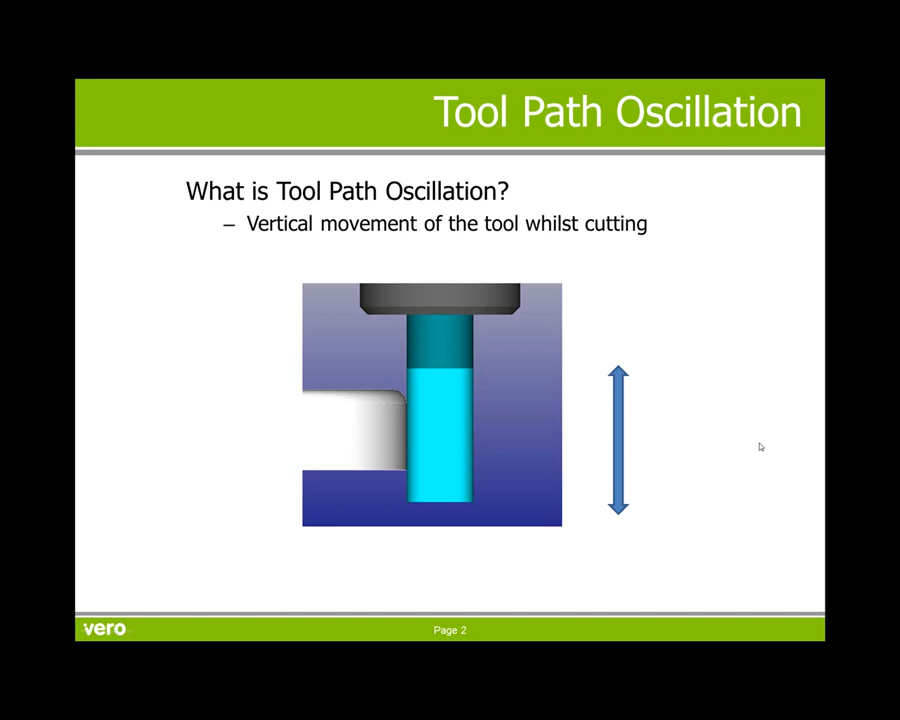 Tool Path Oscillation
What is Tool Path Oscillation?
– Vertical movement of the tool whilst cutting
vero
Page 2